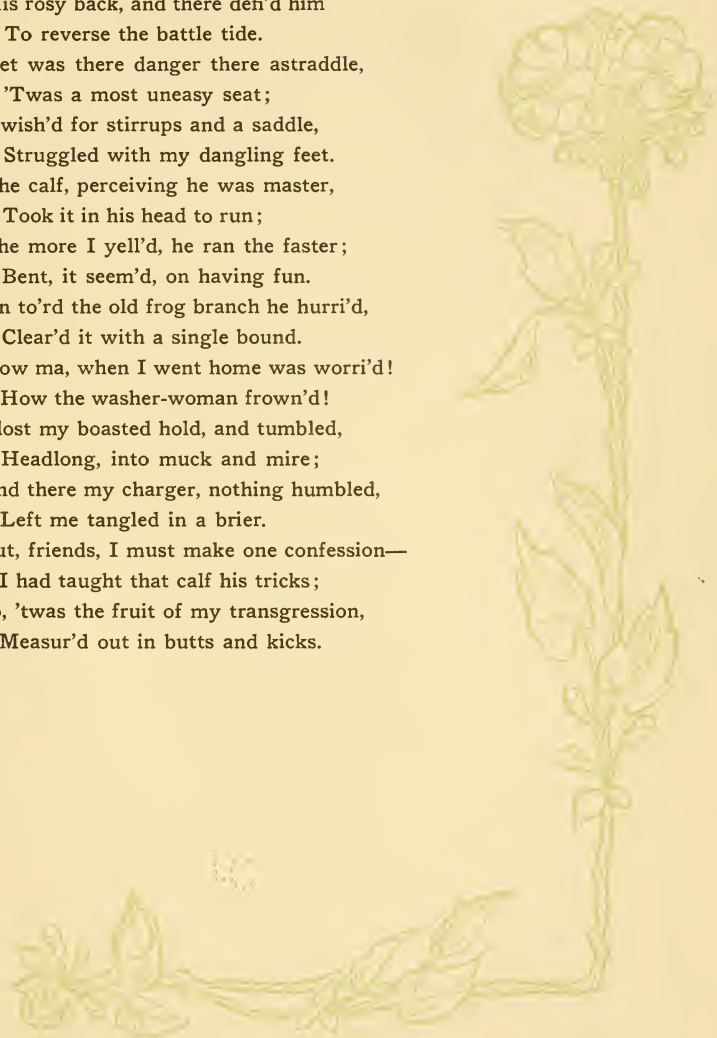 is rosy back, and there defi'd him
To reverse the battle tide.
et was there danger there astraddle,
'Twas a most uneasy seat;
wish'd for stirrups and a saddle,
Struggled with my dangling feet.
he calf, perceiving he was master,
Took it in his head to run;
he more I yell'd, he ran the faster;
Bent, it seem'd, on having fun.
n to'rd the old frog branch he hurri'd,
Clear'd it with a single bound.
ow ma, when I went home was worri'd!
How the washer-woman frown'd!
lost my boasted hold, and tumbled,
Headlong, into muck and mire;
nd there my charger, nothing humbled,
Left me tangled in a brier.
ut, friends, I must make one confession—
I had taught that calf his tricks;
, 'twas the fruit of my transgression,
Measur'd out in butts and kicks.